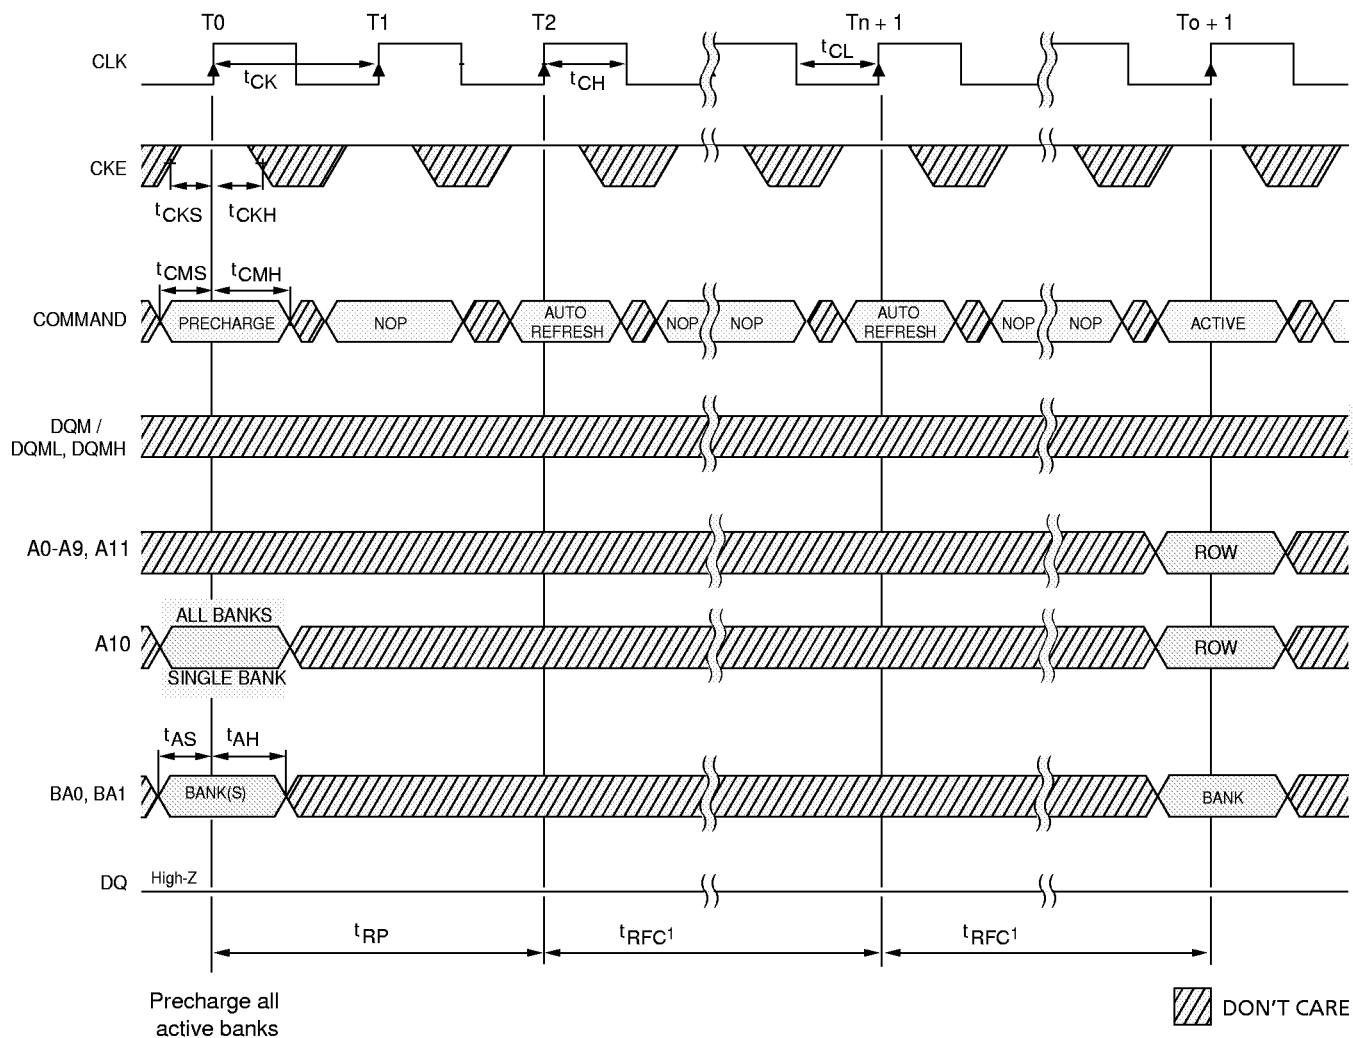 T0 T1 T2 Tn + 1 To + 1
CLK
tCK tCH tCL
CKE
tCKS tCKH
tCMS tCMH
COMMAND PRECHARGE NOP AUTO REFRESH NOP NOP AUTO REFRESH NOP NOP ACTIVE
DQM /
DQML, DQMH
A0-A9, A11 ROW
ALL BANKS
A10 ROW
SINGLE BANK
tAS tAH
BA0, BA1 BANK(S) BANK
DQ High-Z
tRP tRFC1 tRFC1
Precharge all
active banks
DON'T CARE